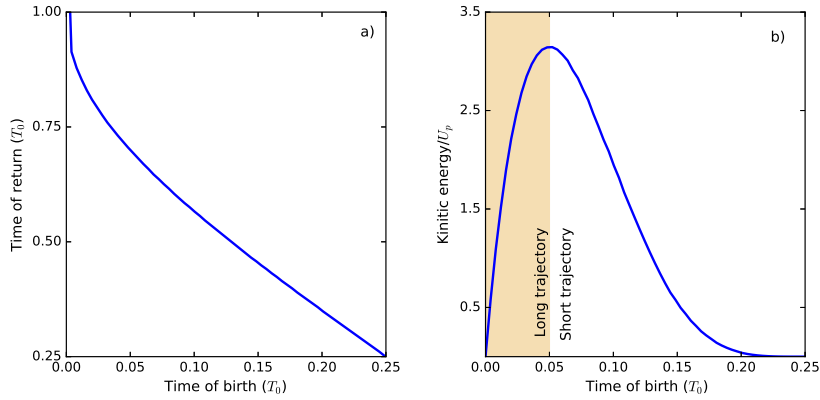 a)
1.00
0.75
0.50
0.25
Time of return (T₀)
0.00 0.05 0.10 0.15 0.20 0.25
Time of birth (T₀)
b)
3.5
2.5
1.5
0.5
Kinitic energy/Uₚ
Long trajectory
Short trajectory
0.00 0.05 0.10 0.15 0.20 0.25
Time of birth (T₀)